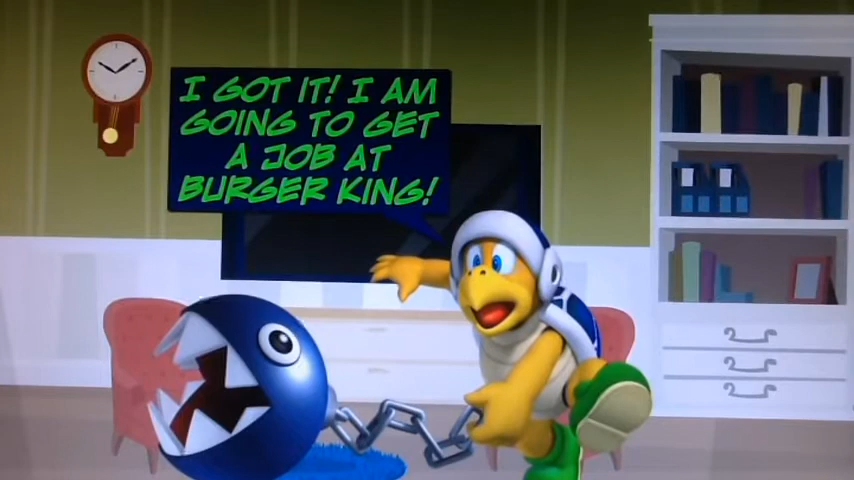 I GOT IT! I AM
GOING TO GET
A JOB AT
BURGER KING!